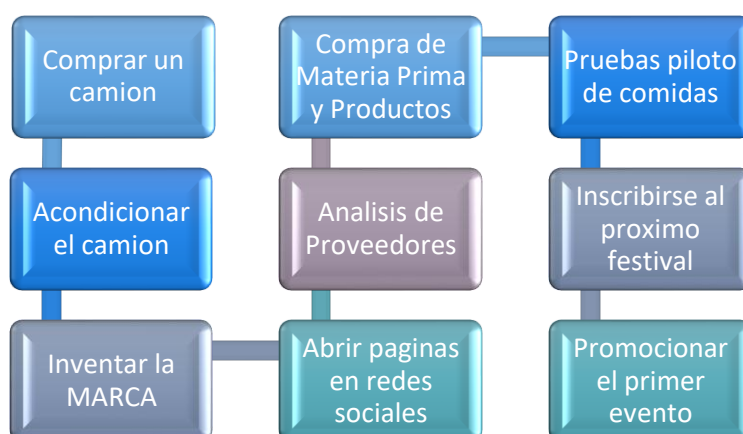 Comprar un
camion
Acondicionar
el camion
Inventar la
MARCA
Abrir paginas
en redes
sociales
Analisis de
Proveedores
Compra de
Materia Prima
y Productos
Pruebas piloto
de comidas
Inscribirse al
proximo
festival
Promocionar
el primer
evento